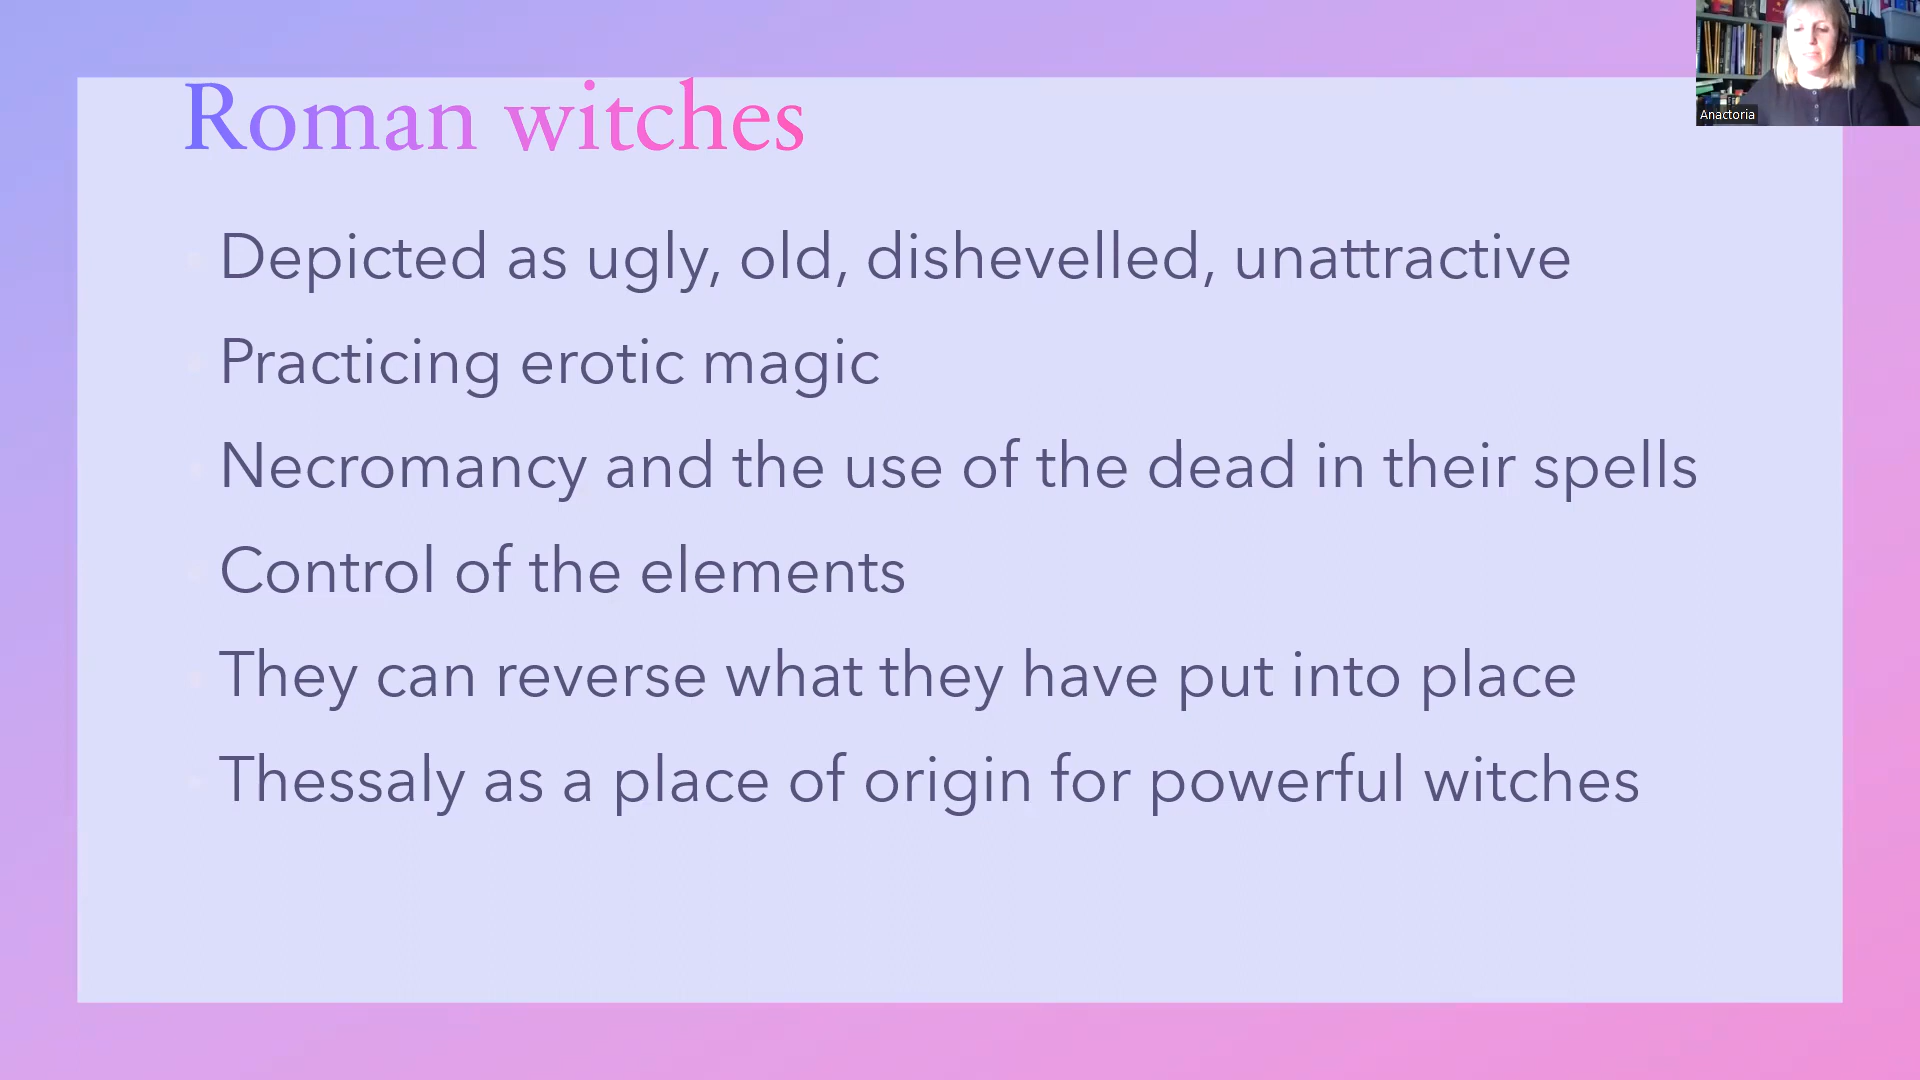 Roman witches
Depicted as ugly, old, dishevelled, unattractive
Practicing erotic magic
Necromancy and the use of the dead in their spells
Control of the elements
They can reverse what they have put into place
Thessaly as a place of origin for powerful witches
Anactoria